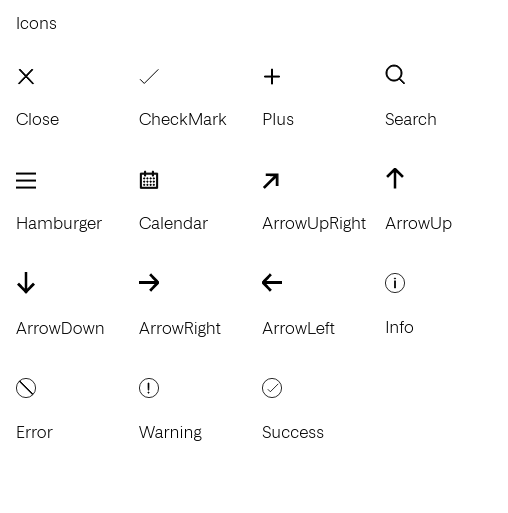 Icons
Close
CheckMark
Plus
Search
Hamburger
Calendar
ArrowUpRight
ArrowUp
ArrowDown
ArrowRight
ArrowLeft
Info
Error
Warning
Success